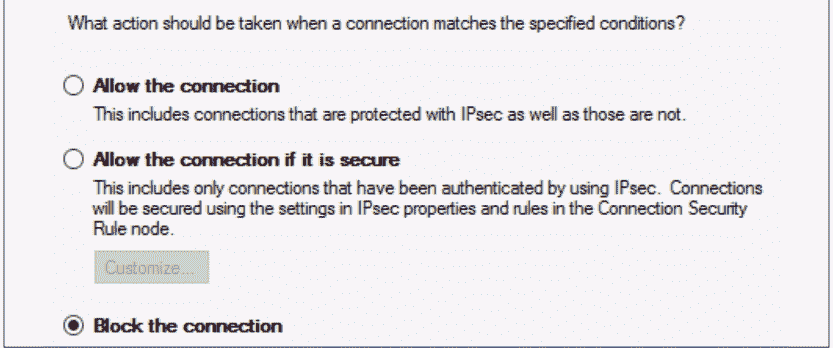 What action should be taken when a connection matches the specified conditions?
Allow the connection
This includes connections that are protected with IPsec as well as those are not.
Allow the connection if it is secure
This includes only connections that have been authenticated by using IPsec. Connections
will be secured using the settings in IPsec properties and rules in the Connection Security
Rule node.
Customize...
Block the connection